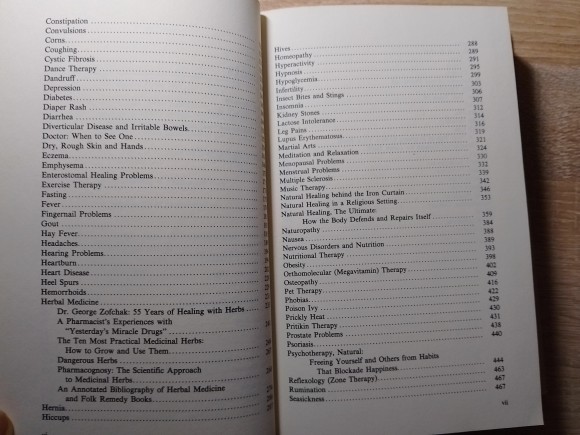 Constipation
Convulsions
Corns
Coughing
Cystic Fibrosis
Dance Therapy
Dandruff
Depression
Diabetes
Diaper Rash
Diarrhea
Diverticular Disease and Irritable Bowels
Doctor: When to See One
Dry, Rough Skin and Hands
Eczema
Emphysema
Enterostomal Healing Problems
Exercise Therapy
Fasting
Fever
Fingernail Problems
Gout
Hay Fever
Headaches
Hearing Problems
Heartburn
Heart Disease
Heel Spurs
Hemorrhoids
Herbal Medicine
Dr. George Zofchak: 55 Years of Healing with Herbs
A Pharmacist's Experiences with
"Yesterday's Miracle Drugs"
The Ten Most Practical Medicinal Herbs:
How to Grow and Use Them
Dangerous Herbs
Pharmacognosy: The Scientific Approach
to Medicinal Herbs
An Annotated Bibliography of Herbal Medicine
and Folk Remedy Books
Hernia
Hiccups
Hives 288
Homeopathy 289
Hyperactivity 291
Hypnosis 295
Hypoglycemia 299
Infertility 303
Insect Bites and Stings 306
Insomnia 307
Kidney Stones 312
Lactose Intolerance 314
Leg Pains 316
Lupus Erythematosus 319
Martial Arts 321
Meditation and Relaxation 324
Menopausal Problems 330
Menstrual Problems 332
Multiple Sclerosis 339
Music Therapy 342
Natural Healing behind the Iron Curtain 346
Natural Healing in a Religious Setting 353
Natural Healing, The Ultimate:
How the Body Defends and Repairs Itself 359
Naturopathy 384
Nausea 388
Nervous Disorders and Nutrition 389
Nutritional Therapy 393
Obesity 398
Orthomolecular (Megavitamin) Therapy 402
Osteopathy 409
Pet Therapy 416
Phobias 422
Poison Ivy 429
Prickly Heat 430
Pritikin Therapy 431
Prostate Problems 438
Psoriasis 440
Psychotherapy, Natural:
Freeing Yourself and Others from Habits
That Blockade Happiness 444
Reflexology (Zone Therapy) 463
Rumination 467
Seasickness 467
vii